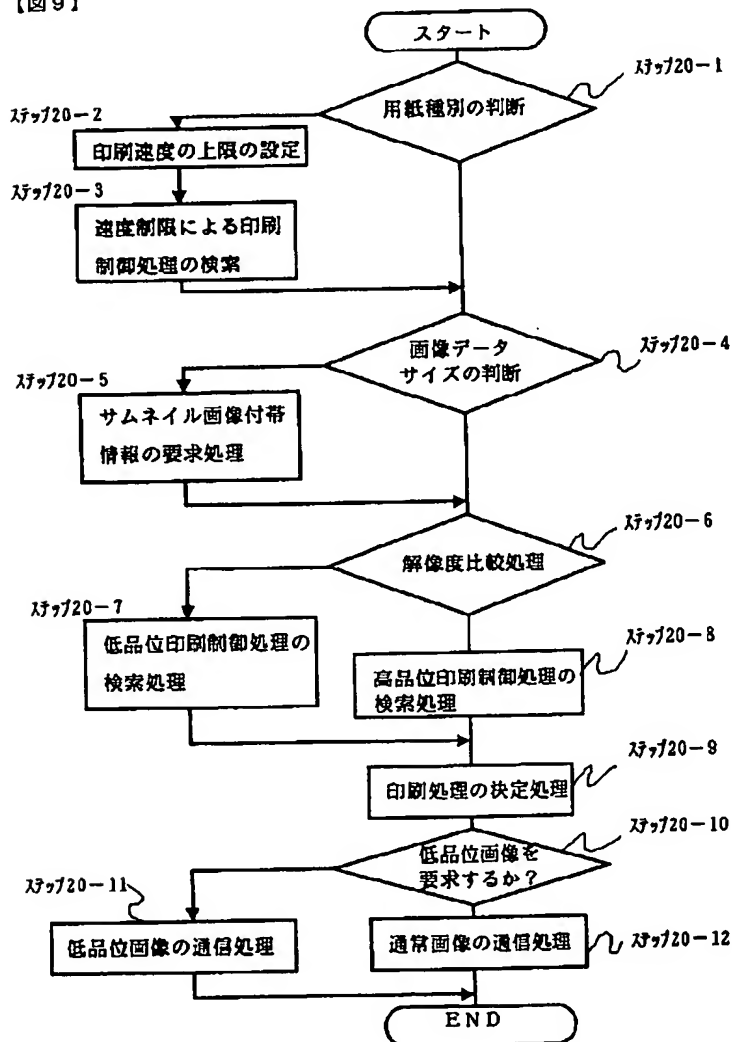 【図9】
スタート
ステップ20-1
用紙種別の判断
ステップ20-2
印刷速度の上限の設定
ステップ20-3
速度制限による印刷
制御処理の検索
ステップ20-4
画像データ
サイズの判断
ステップ20-5
サムネイル画像付帯
情報の要求処理
ステップ20-6
解像度比較処理
ステップ20-7
低品位印刷制御処理の
検索処理
ステップ20-8
高品位印刷制御処理の
検索処理
ステップ20-9
印刷処理の決定処理
ステップ20-10
低品位画像を
要求するか？
ステップ20-11
低品位画像の通信処理
通常画像の通信処理
ステップ20-12
END